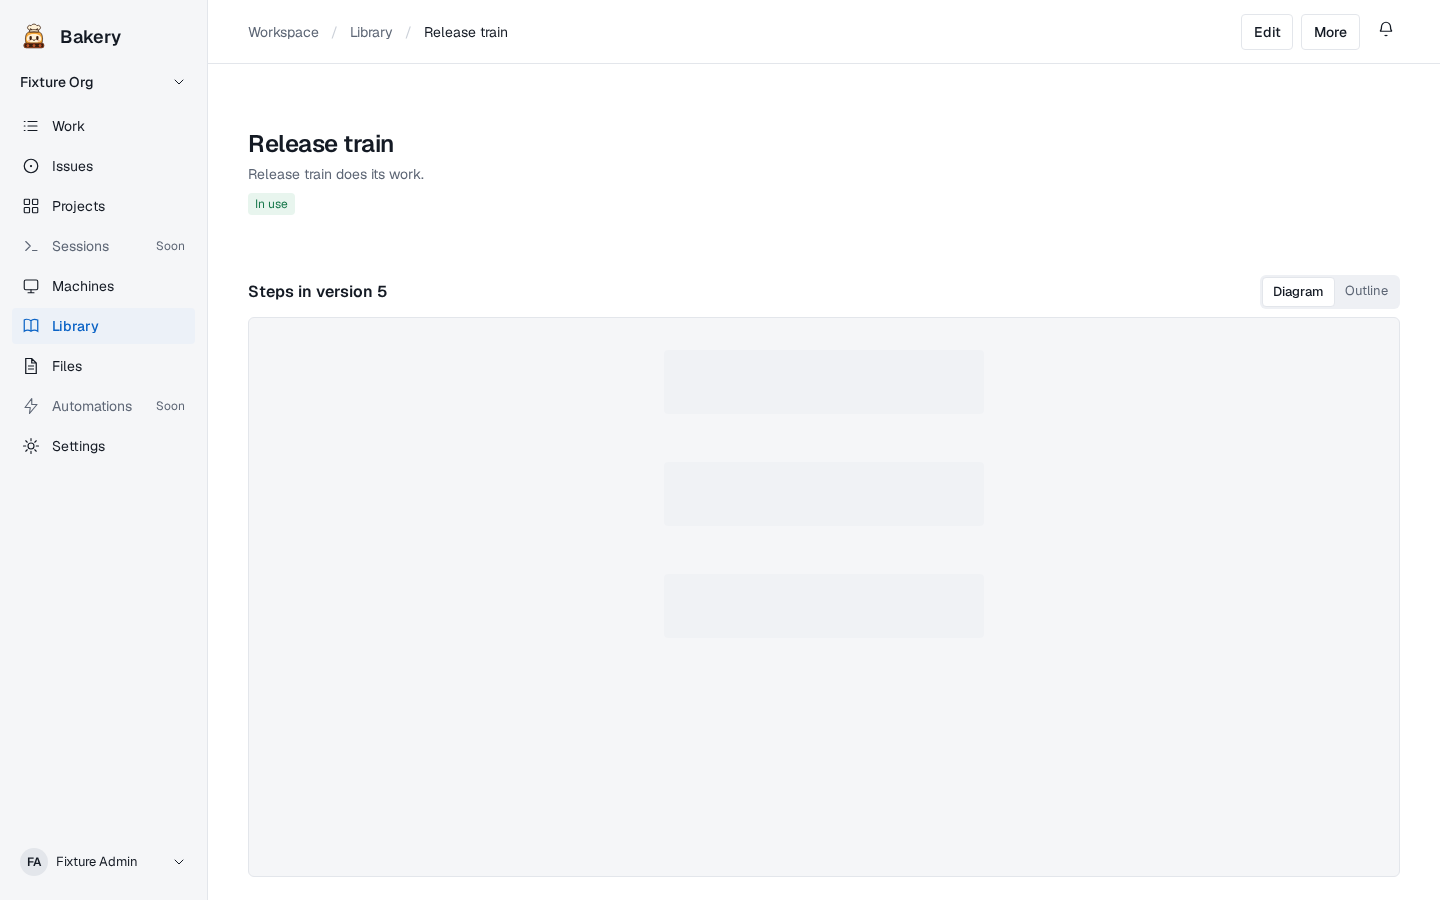 Bakery
Fixture Org
Work
Issues
Projects
Sessions Soon
Machines
Library
Files
Automations Soon
Settings
FA Fixture Admin
Workspace / Library / Release train
Edit More
Release train
Release train does its work.
In use
Steps in version 5
Diagram Outline